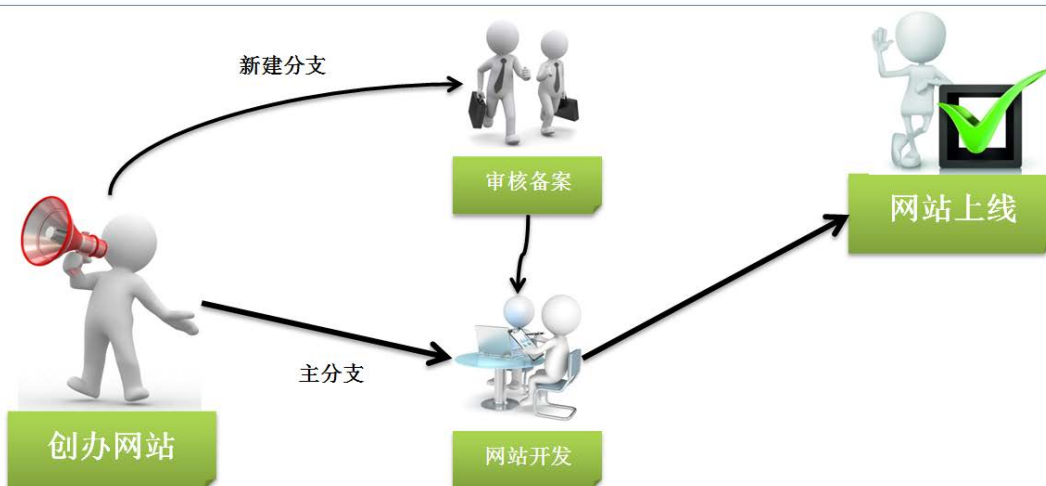 新建分支
审核备案
网站上线
主分支
创办网站
网站开发